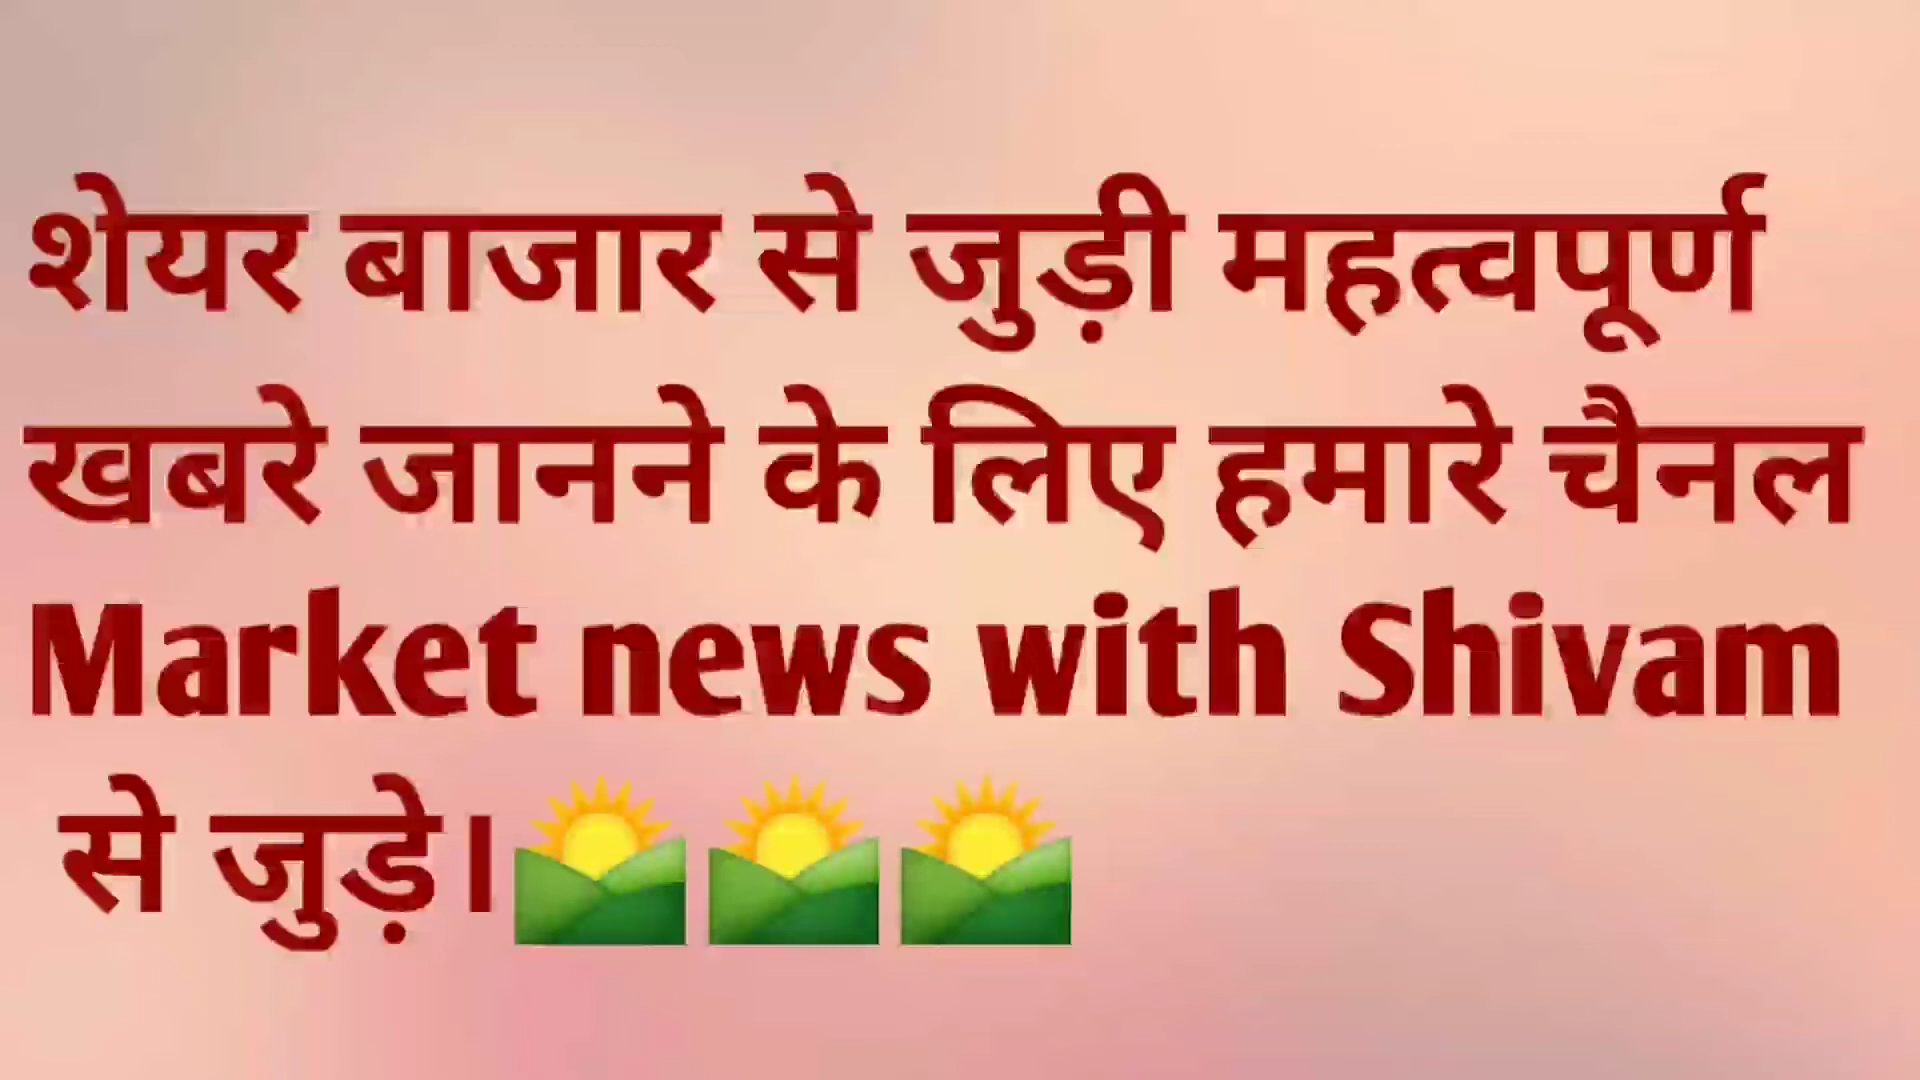 शेयर बाजार से जुड़ी महत्वपूर्ण
खबरे जानने के लिए हमारे चैनल
Market news with Shivam
से जुड़े।🌄🌄🌄